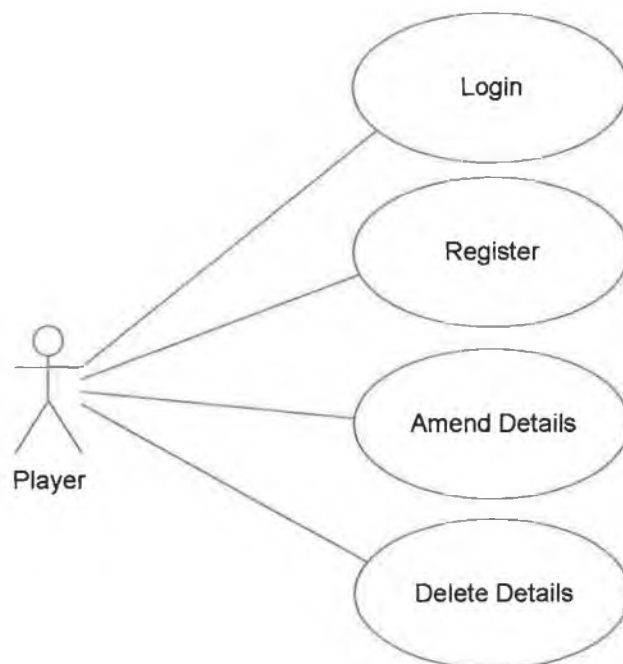 Login
Register
Amend Details
Player
Delete Details